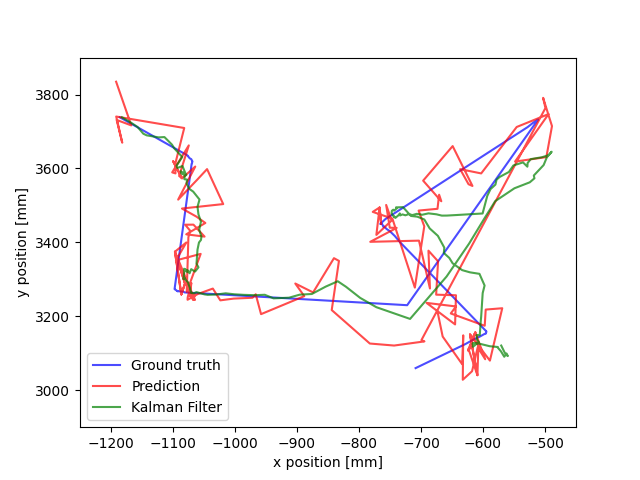 3800
3600
3400
3200
3000
y position [mm]
Ground truth
Prediction
Kalman Filter
−1200 −1100 −1000 −900 −800 −700 −600 −500
x position [mm]